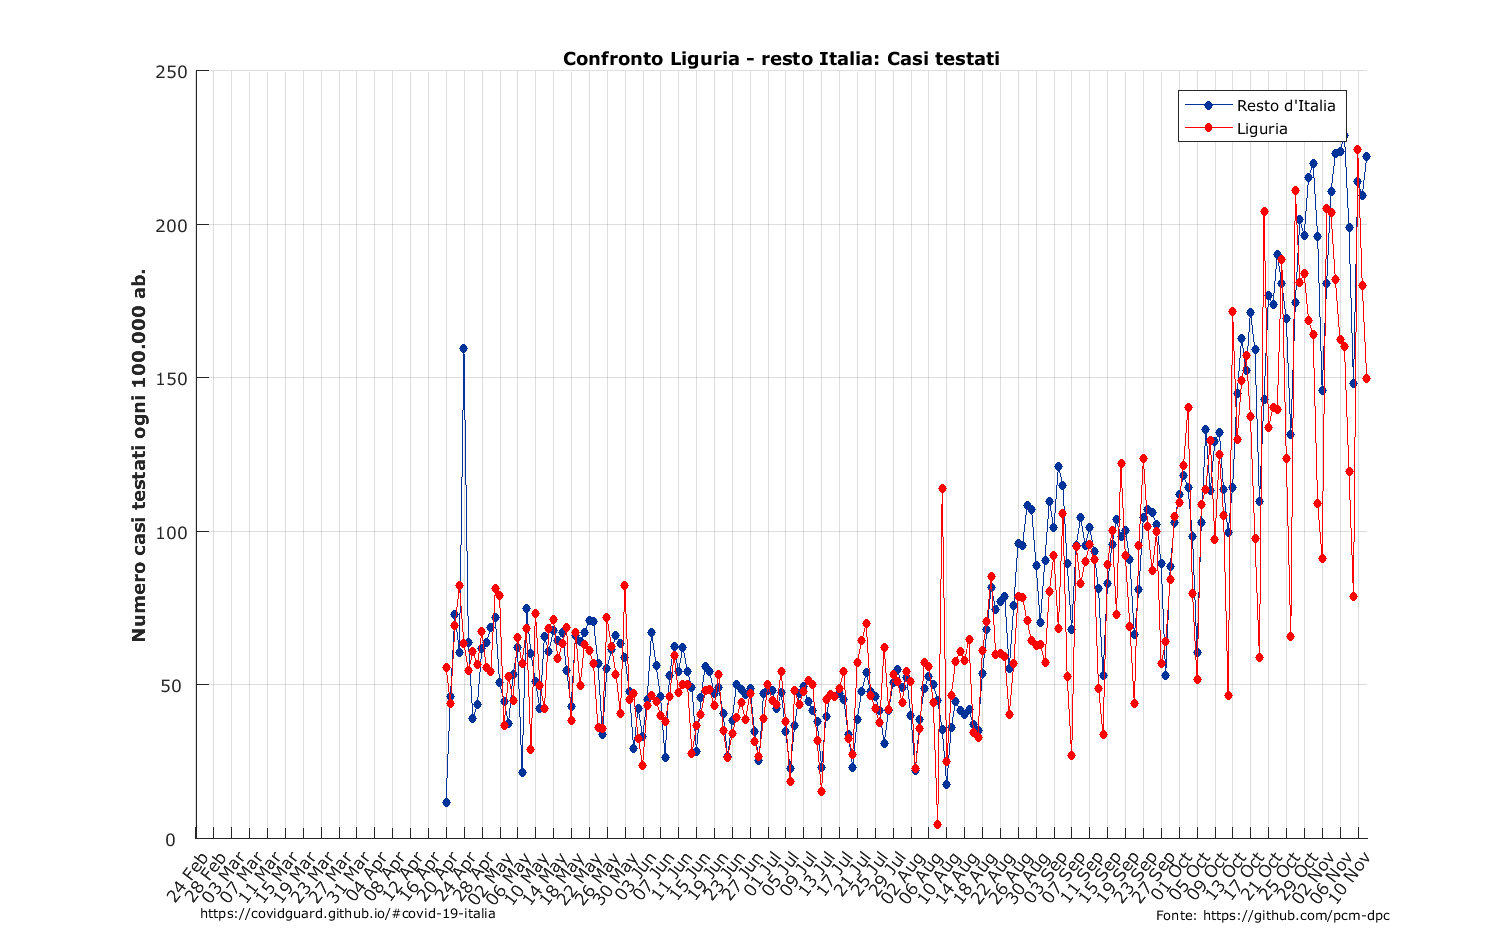 Confronto Liguria - resto Italia: Casi testati
Resto d'Italia
Liguria
Numero casi testati ogni 100.000 ab.
250
200
150
100
50
0
24 Feb
28 Feb
03 Mar
07 Mar
11 Mar
15 Mar
19 Mar
23 Mar
27 Mar
31 Mar
04 Apr
08 Apr
12 Apr
16 Apr
20 Apr
24 Apr
28 Apr
02 May
06 May
10 May
14 May
18 May
22 May
26 May
30 May
03 Jun
07 Jun
11 Jun
15 Jun
19 Jun
23 Jun
27 Jun
01 Jul
05 Jul
09 Jul
13 Jul
17 Jul
21 Jul
25 Jul
29 Jul
02 Aug
06 Aug
10 Aug
14 Aug
18 Aug
22 Aug
26 Aug
30 Aug
03 Sep
07 Sep
11 Sep
15 Sep
19 Sep
23 Sep
27 Sep
01 Oct
05 Oct
09 Oct
13 Oct
17 Oct
21 Oct
25 Oct
29 Oct
02 Nov
06 Nov
10 Nov
https://covidguard.github.io/#covid-19-italia
Fonte: https://github.com/pcm-dpc